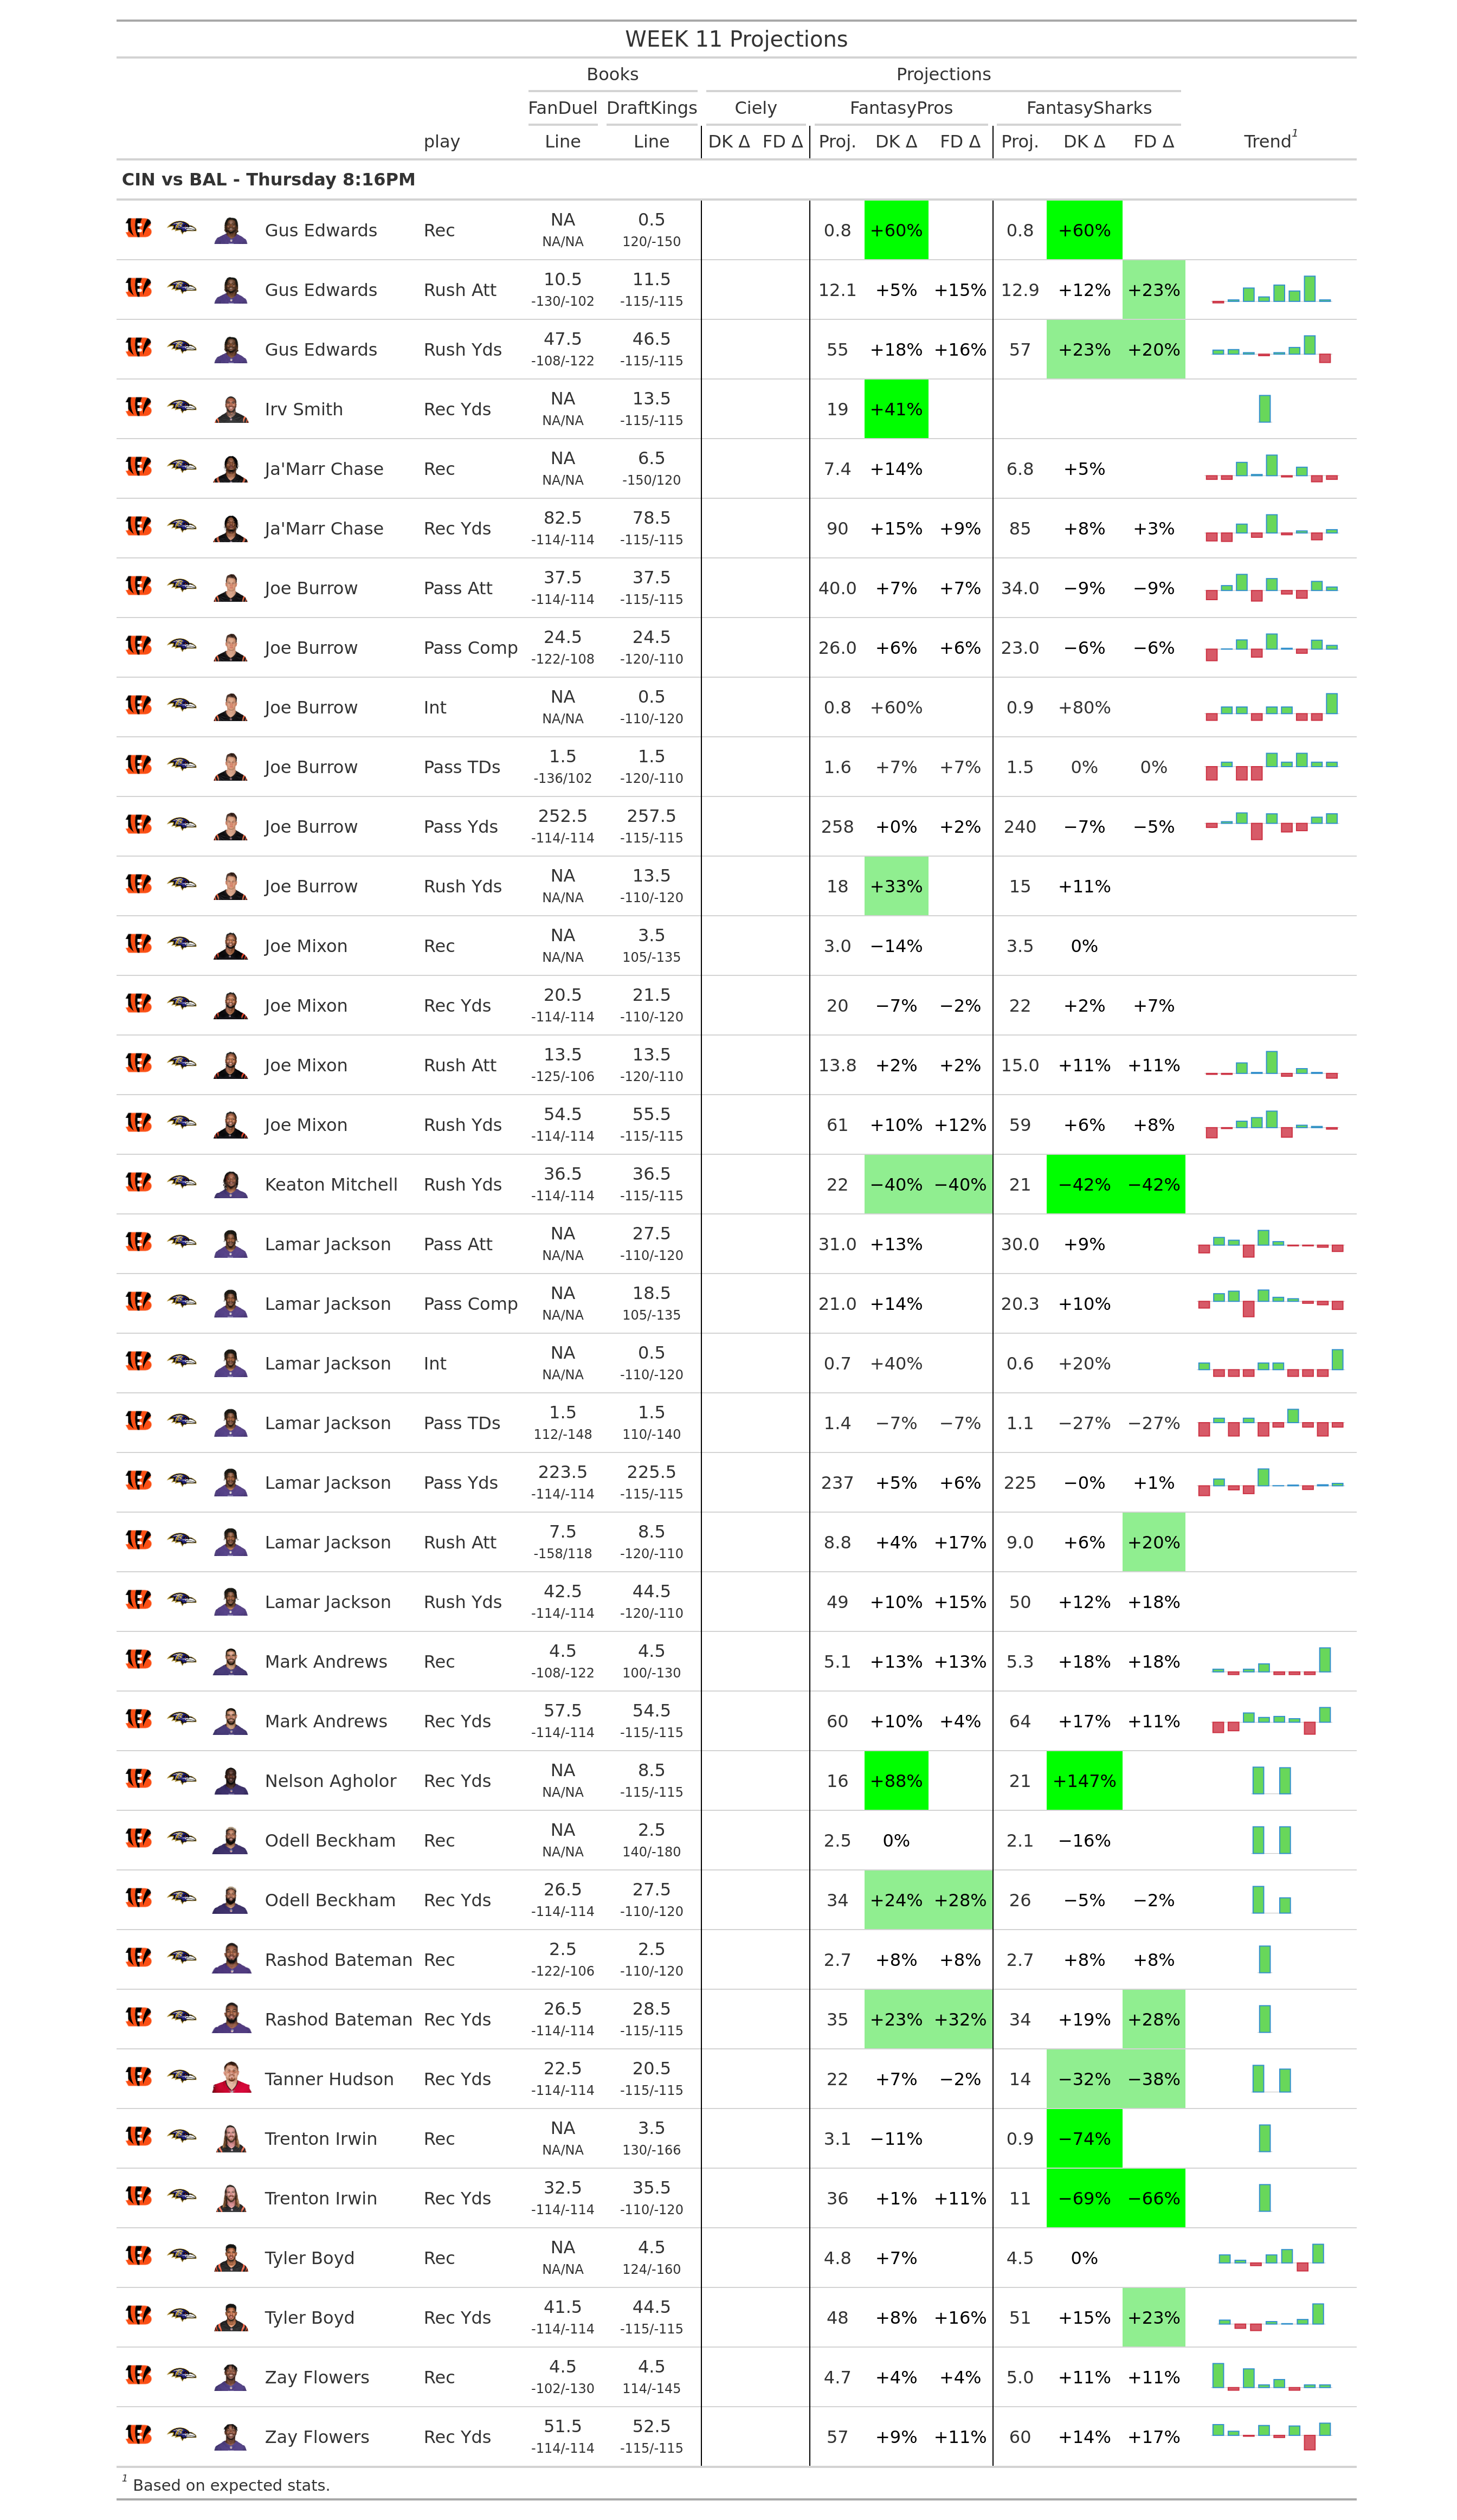 WEEK 11 Projections
Books Projections
FanDuel DraftKings Ciely FantasyPros FantasySharks
play Line Line DK Δ FD Δ Proj. DK Δ FD Δ Proj. DK Δ FD Δ Trend1
CIN vs BAL - Thursday 8:16PM
Gus Edwards Rec NA 0.5 0.8 +60% 0.8 +60%
NA/NA 120/-150
Gus Edwards Rush Att 10.5 11.5 12.1 +5% +15% 12.9 +12% +23%
-130/-102 -115/-115
Gus Edwards Rush Yds 47.5 46.5 55 +18% +16% 57 +23% +20%
-108/-122 -115/-115
Irv Smith Rec Yds NA 13.5 19 +41%
NA/NA -115/-115
Ja'Marr Chase Rec NA 6.5 7.4 +14% 6.8 +5%
NA/NA -150/120
Ja'Marr Chase Rec Yds 82.5 78.5 90 +15% +9% 85 +8% +3%
-114/-114 -115/-115
Joe Burrow Pass Att 37.5 37.5 40.0 +7% +7% 34.0 −9% −9%
-114/-114 -115/-115
Joe Burrow Pass Comp 24.5 24.5 26.0 +6% +6% 23.0 −6% −6%
-122/-108 -120/-110
Joe Burrow Int NA 0.5 0.8 +60% 0.9 +80%
NA/NA -110/-120
Joe Burrow Pass TDs 1.5 1.5 1.6 +7% +7% 1.5 0% 0%
-136/102 -120/-110
Joe Burrow Pass Yds 252.5 257.5 258 +0% +2% 240 −7% −5%
-114/-114 -115/-115
Joe Burrow Rush Yds NA 13.5 18 +33% 15 +11%
NA/NA -110/-120
Joe Mixon Rec NA 3.5 3.0 −14% 3.5 0%
NA/NA 105/-135
Joe Mixon Rec Yds 20.5 21.5 20 −7% −2% 22 +2% +7%
-114/-114 -110/-120
Joe Mixon Rush Att 13.5 13.5 13.8 +2% +2% 15.0 +11% +11%
-125/-106 -120/-110
Joe Mixon Rush Yds 54.5 55.5 61 +10% +12% 59 +6% +8%
-114/-114 -115/-115
Keaton Mitchell Rush Yds 36.5 36.5 22 −40% −40% 21 −42% −42%
-114/-114 -115/-115
Lamar Jackson Pass Att NA 27.5 31.0 +13% 30.0 +9%
NA/NA -110/-120
Lamar Jackson Pass Comp NA 18.5 21.0 +14% 20.3 +10%
NA/NA 105/-135
Lamar Jackson Int NA 0.5 0.7 +40% 0.6 +20%
NA/NA -110/-120
Lamar Jackson Pass TDs 1.5 1.5 1.4 −7% −7% 1.1 −27% −27%
112/-148 110/-140
Lamar Jackson Pass Yds 223.5 225.5 237 +5% +6% 225 −0% +1%
-114/-114 -115/-115
Lamar Jackson Rush Att 7.5 8.5 8.8 +4% +17% 9.0 +6% +20%
-158/118 -120/-110
Lamar Jackson Rush Yds 42.5 44.5 49 +10% +15% 50 +12% +18%
-114/-114 -120/-110
Mark Andrews Rec 4.5 4.5 5.1 +13% +13% 5.3 +18% +18%
-108/-122 100/-130
Mark Andrews Rec Yds 57.5 54.5 60 +10% +4% 64 +17% +11%
-114/-114 -115/-115
Nelson Agholor Rec Yds NA 8.5 16 +88% 21 +147%
NA/NA -115/-115
Odell Beckham Rec NA 2.5 2.5 0% 2.1 −16%
NA/NA 140/-180
Odell Beckham Rec Yds 26.5 27.5 34 +24% +28% 26 −5% −2%
-114/-114 -110/-120
Rashod Bateman Rec 2.5 2.5 2.7 +8% +8% 2.7 +8% +8%
-122/-106 -110/-120
Rashod Bateman Rec Yds 26.5 28.5 35 +23% +32% 34 +19% +28%
-114/-114 -115/-115
Tanner Hudson Rec Yds 22.5 20.5 22 +7% −2% 14 −32% −38%
-114/-114 -115/-115
Trenton Irwin Rec NA 3.5 3.1 −11% 0.9 −74%
NA/NA 130/-166
Trenton Irwin Rec Yds 32.5 35.5 36 +1% +11% 11 −69% −66%
-114/-114 -110/-120
Tyler Boyd Rec NA 4.5 4.8 +7% 4.5 0%
NA/NA 124/-160
Tyler Boyd Rec Yds 41.5 44.5 48 +8% +16% 51 +15% +23%
-114/-114 -115/-115
Zay Flowers Rec 4.5 4.5 4.7 +4% +4% 5.0 +11% +11%
-102/-130 114/-145
Zay Flowers Rec Yds 51.5 52.5 57 +9% +11% 60 +14% +17%
-114/-114 -115/-115
1 Based on expected stats.